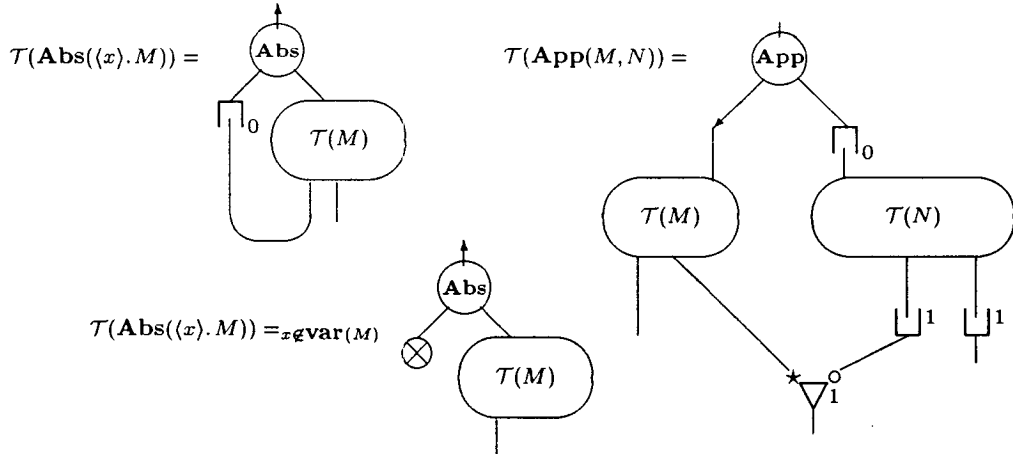 𝒯(Abs(⟨x⟩.M)) =
Abs
0
𝒯(M)
𝒯(App(M, N)) =
App
0
𝒯(M)
𝒯(N)
1
1
⋆
1
𝒯(Abs(⟨x⟩.M)) =x∉var(M)
Abs
𝒯(M)